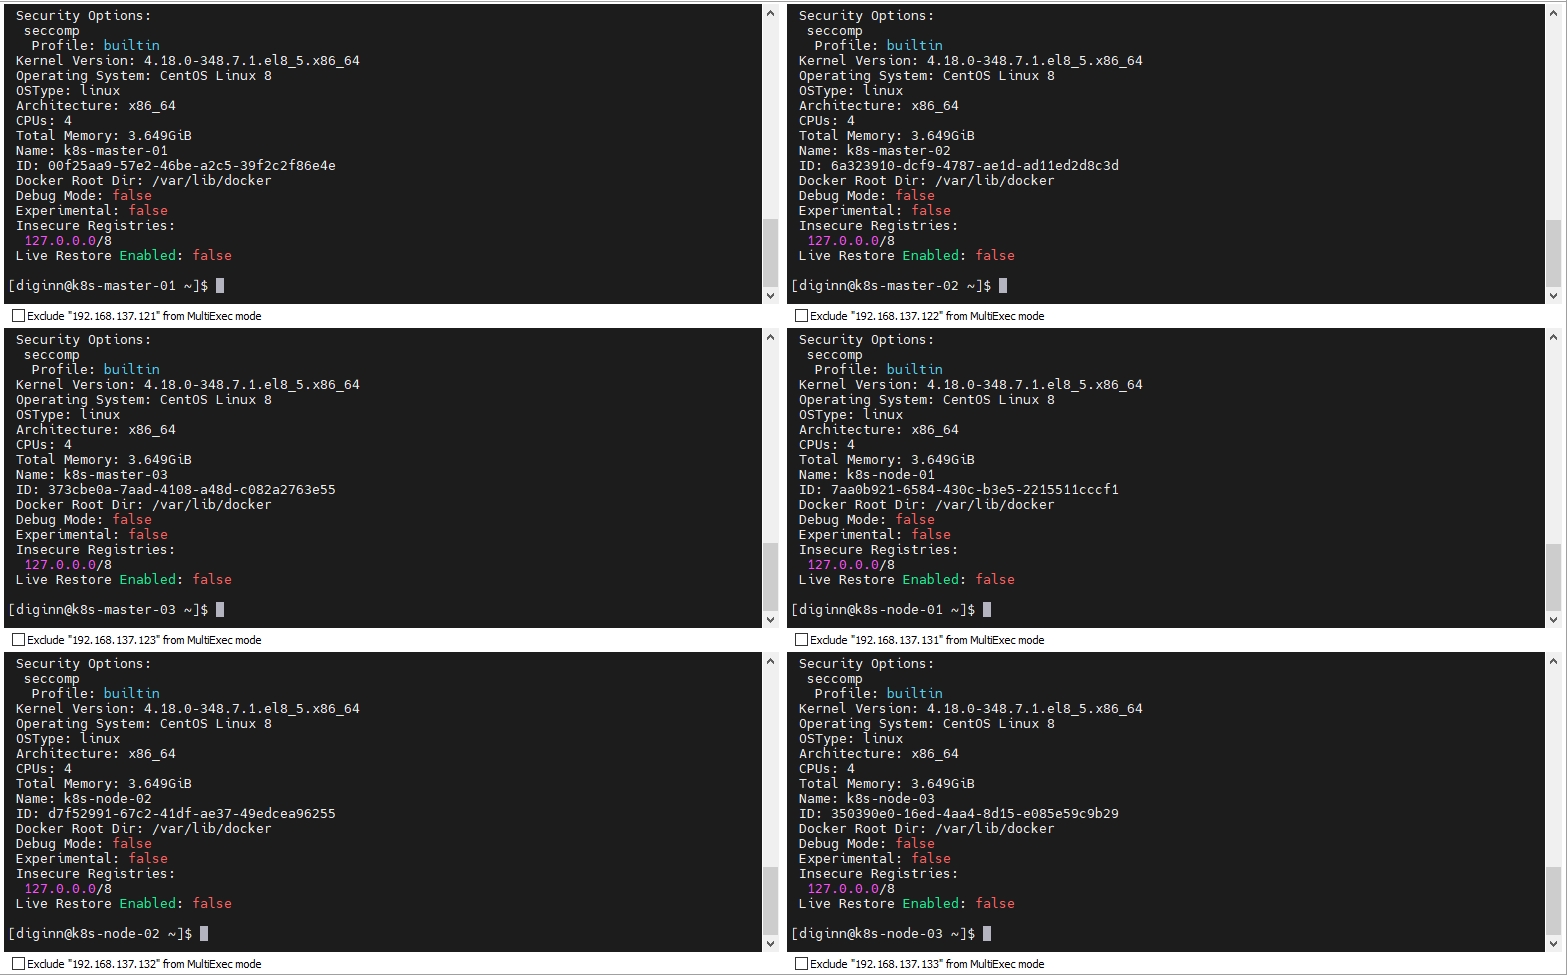 Security Options:
seccomp
Profile: builtin
Kernel Version: 4.18.0-348.7.1.el8_5.x86_64
Operating System: CentOS Linux 8
OSType: linux
Architecture: x86_64
CPUs: 4
Total Memory: 3.649GiB
Name: k8s-master-01
ID: 00f25aa9-57e2-46be-a2c5-39f2c2f86e4e
Docker Root Dir: /var/lib/docker
Debug Mode: false
Experimental: false
Insecure Registries:
127.0.0.0/8
Live Restore Enabled: false
[diginn@k8s-master-01 ~]$
Exclude "192.168.137.121" from MultiExec mode
Security Options:
seccomp
Profile: builtin
Kernel Version: 4.18.0-348.7.1.el8_5.x86_64
Operating System: CentOS Linux 8
OSType: linux
Architecture: x86_64
CPUs: 4
Total Memory: 3.649GiB
Name: k8s-master-02
ID: 6a323910-dcf9-4787-ae1d-ad11ed2d8c3d
Docker Root Dir: /var/lib/docker
Debug Mode: false
Experimental: false
Insecure Registries:
127.0.0.0/8
Live Restore Enabled: false
[diginn@k8s-master-02 ~]$
Exclude "192.168.137.122" from MultiExec mode
Security Options:
seccomp
Profile: builtin
Kernel Version: 4.18.0-348.7.1.el8_5.x86_64
Operating System: CentOS Linux 8
OSType: linux
Architecture: x86_64
CPUs: 4
Total Memory: 3.649GiB
Name: k8s-master-03
ID: 373cbe0a-7aad-4108-a48d-c082a2763e55
Docker Root Dir: /var/lib/docker
Debug Mode: false
Experimental: false
Insecure Registries:
127.0.0.0/8
Live Restore Enabled: false
[diginn@k8s-master-03 ~]$
Exclude "192.168.137.123" from MultiExec mode
Security Options:
seccomp
Profile: builtin
Kernel Version: 4.18.0-348.7.1.el8_5.x86_64
Operating System: CentOS Linux 8
OSType: linux
Architecture: x86_64
CPUs: 4
Total Memory: 3.649GiB
Name: k8s-node-01
ID: 7aa0b921-6584-430c-b3e5-2215511cccf1
Docker Root Dir: /var/lib/docker
Debug Mode: false
Experimental: false
Insecure Registries:
127.0.0.0/8
Live Restore Enabled: false
[diginn@k8s-node-01 ~]$
Exclude "192.168.137.131" from MultiExec mode
Security Options:
seccomp
Profile: builtin
Kernel Version: 4.18.0-348.7.1.el8_5.x86_64
Operating System: CentOS Linux 8
OSType: linux
Architecture: x86_64
CPUs: 4
Total Memory: 3.649GiB
Name: k8s-node-02
ID: d7f52991-67c2-41df-ae37-49edcea96255
Docker Root Dir: /var/lib/docker
Debug Mode: false
Experimental: false
Insecure Registries:
127.0.0.0/8
Live Restore Enabled: false
[diginn@k8s-node-02 ~]$
Exclude "192.168.137.132" from MultiExec mode
Security Options:
seccomp
Profile: builtin
Kernel Version: 4.18.0-348.7.1.el8_5.x86_64
Operating System: CentOS Linux 8
OSType: linux
Architecture: x86_64
CPUs: 4
Total Memory: 3.649GiB
Name: k8s-node-03
ID: 350390e0-16ed-4aa4-8d15-e085e59c9b29
Docker Root Dir: /var/lib/docker
Debug Mode: false
Experimental: false
Insecure Registries:
127.0.0.0/8
Live Restore Enabled: false
[diginn@k8s-node-03 ~]$
Exclude "192.168.137.133" from MultiExec mode